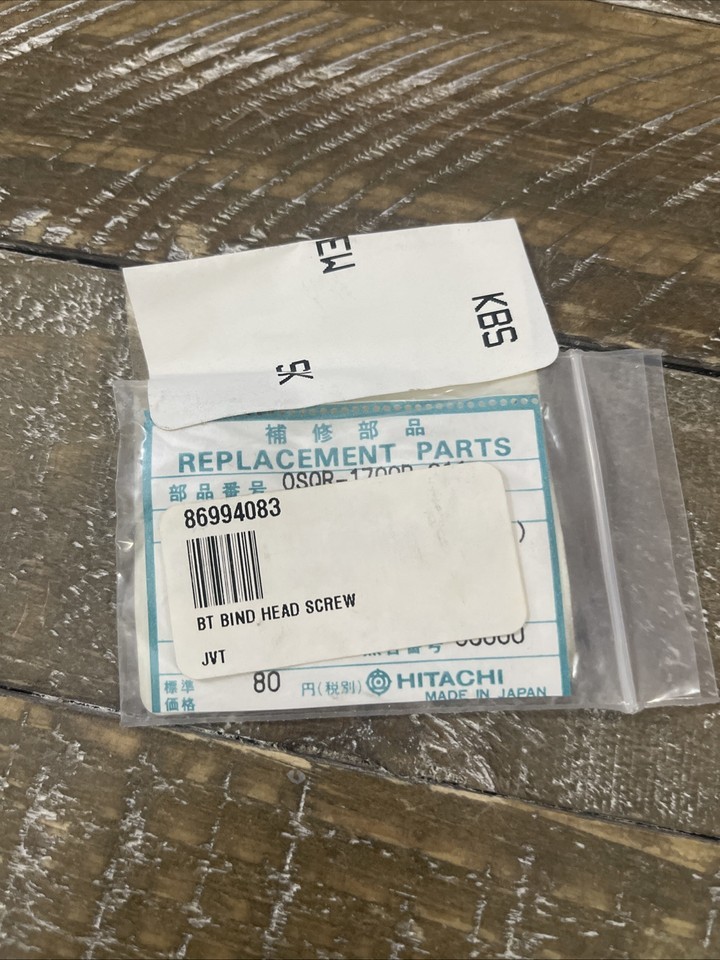 EW
KBS
SK
補修部品
REPLACEMENT PARTS
部品番号
86994083
BT BIND HEAD SCREW
JVT
標準価格 80 円(税別) HITACHI
MADE IN JAPAN